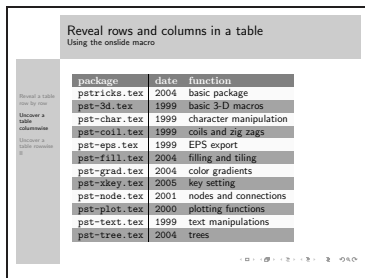 Reveal rows and columns in a table
Using the onslide macro
Reveal a table
row by row
Uncover a
table
columnwise
Uncover a
table rowwise
II
package date function
pstricks.tex 2004 basic package
pst-3d.tex 1999 basic 3-D macros
pst-char.tex 1999 character manipulation
pst-coil.tex 1999 coils and zig zags
pst-eps.tex 1999 EPS export
pst-fill.tex 2004 filling and tiling
pst-grad.tex 2004 color gradients
pst-xkey.tex 2005 key setting
pst-node.tex 2001 nodes and connections
pst-plot.tex 2000 plotting functions
pst-text.tex 1999 text manipulations
pst-tree.tex 2004 trees